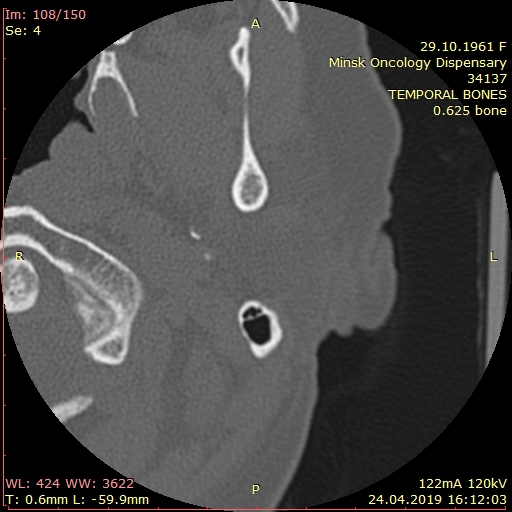 Im: 108/150
Se: 4
A
29.10.1961 F
Minsk Oncology Dispensary
34137
TEMPORAL BONES
0.625 bone
R
L
WL: 424 WW: 3622
T: 0.6mm L: -59.9mm
P
122mA 120kV
24.04.2019 16:12:03